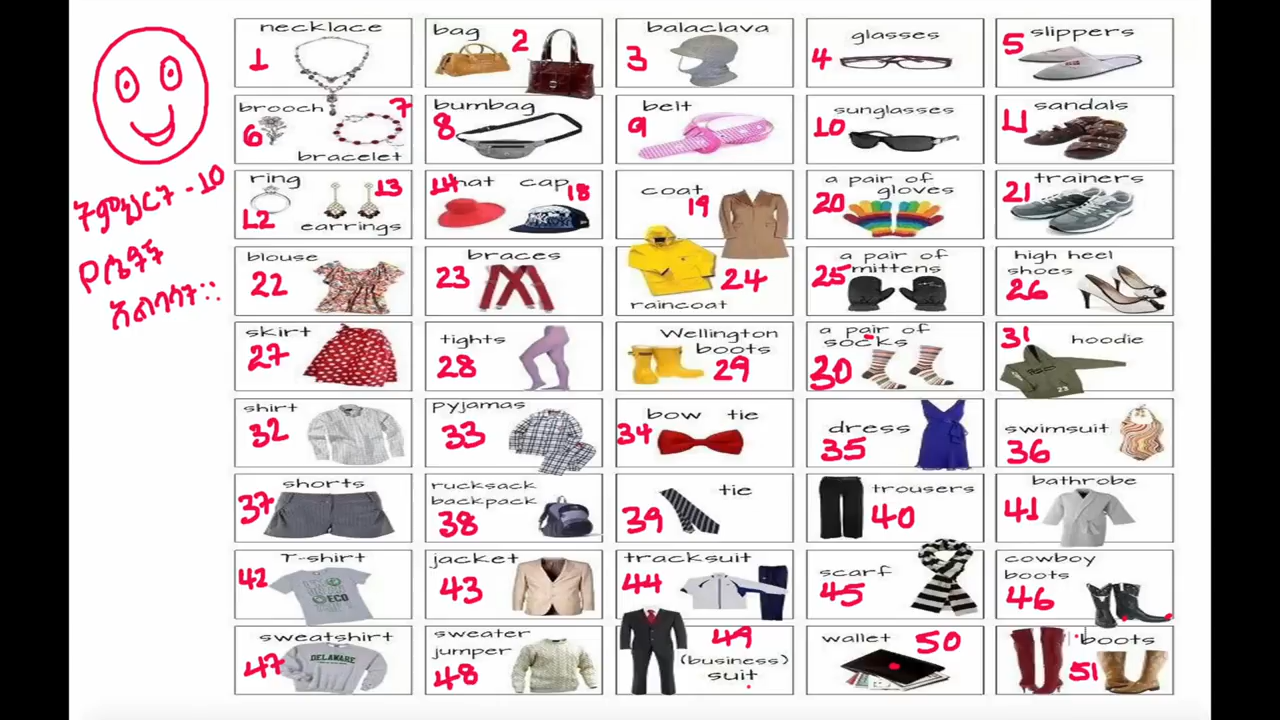 ትምህርት - 10
የሴቶች
አልባሳት፡፡
necklace
1
bag
2
balaclava
3
glasses
4
slippers
5
brooch
6
7
bracelet
bumbag
8
belt
9
sunglasses
10
sandals
11
ring
12
13
earrings
14 hat cap 18
coat
19
a pair of
gloves
20
trainers
21
blouse
22
braces
23
24
raincoat
a pair of
mittens
25
high heel
shoes
26
skirt
27
tights
28
Wellington
boots
29
a pair of
socks
30
31
hoodie
shirt
32
pyjamas
33
bow tie
34
dress
35
swimsuit
36
shorts
37
rucksack
backpack
38
tie
39
trousers
40
bathrobe
41
T-shirt
42
ECO
jacket
43
tracksuit
44
scarf
45
cowboy
boots
46
sweatshirt
47
DELAWARE
sweater
jumper
48
49
(business)
suit
wallet 50
boots
51